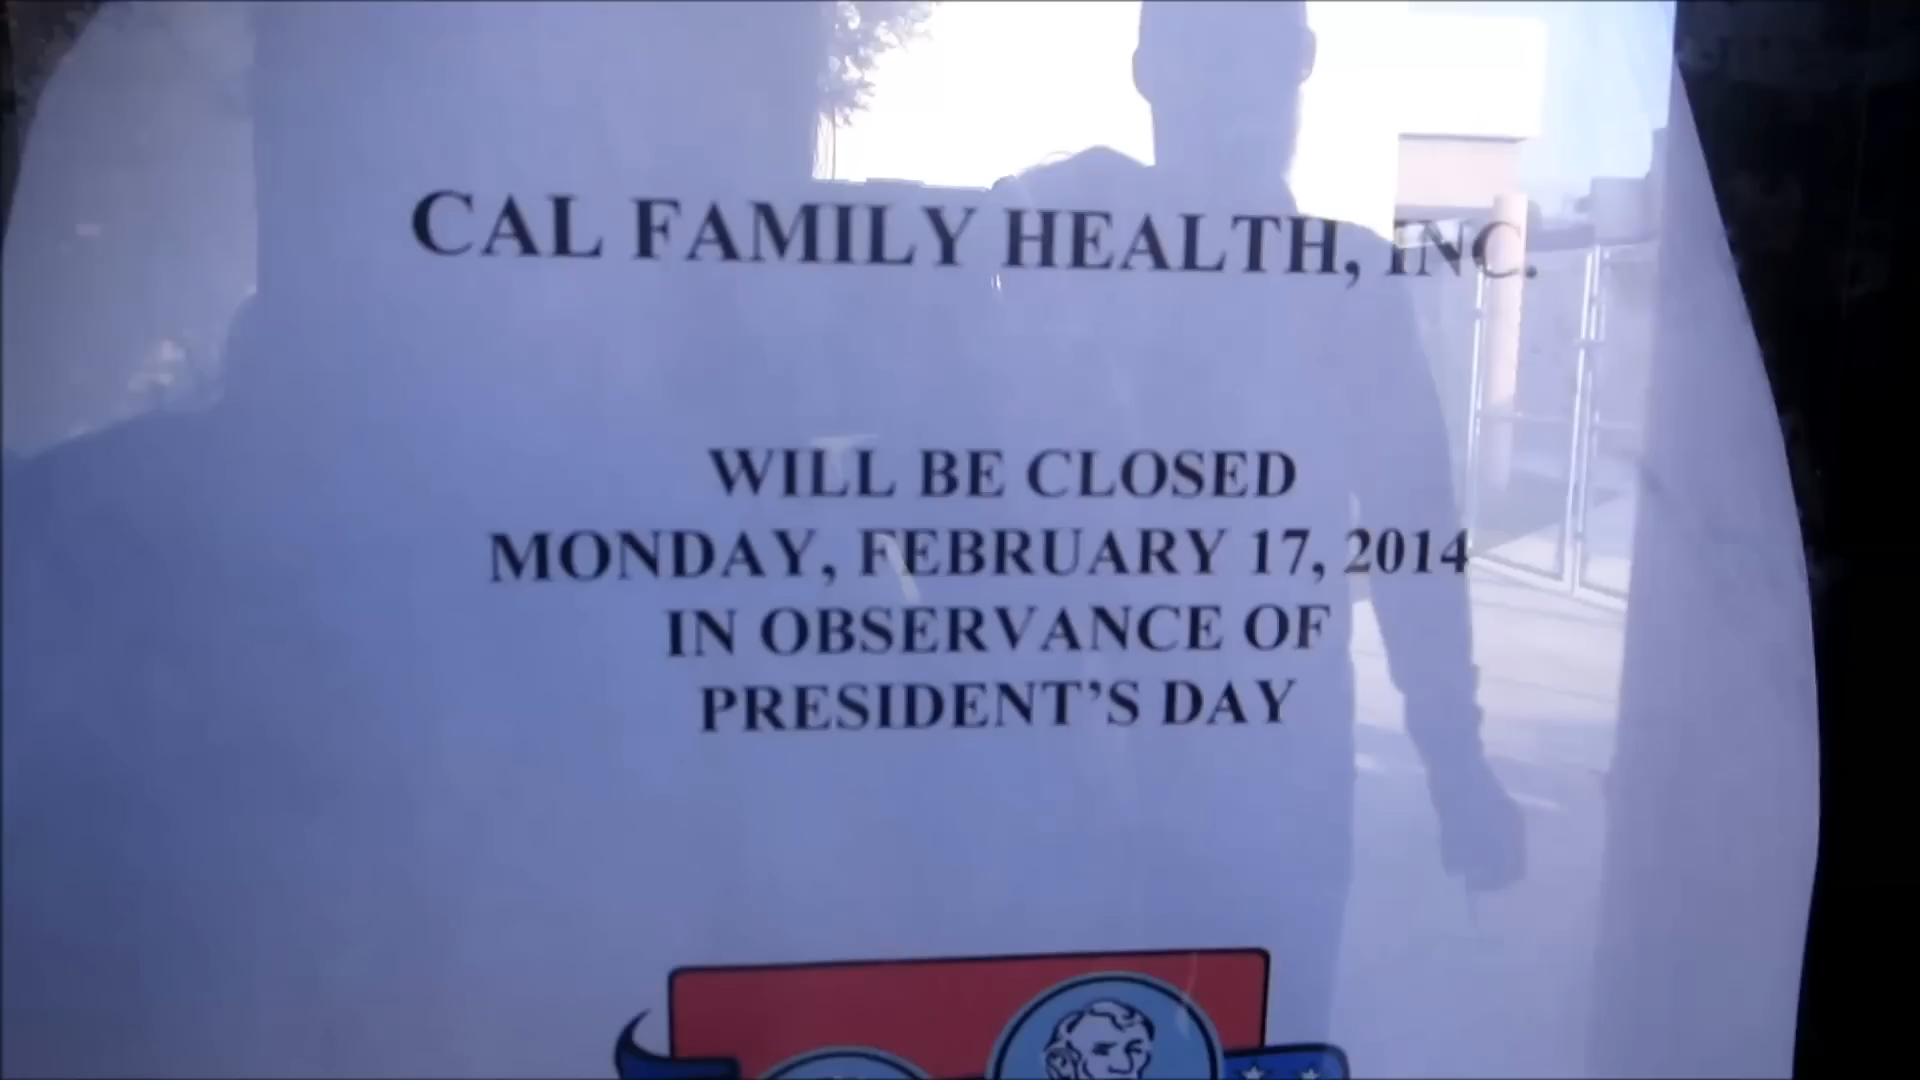 CAL FAMILY HEALTH, INC.
WILL BE CLOSED
MONDAY, FEBRUARY 17, 2014
IN OBSERVANCE OF
PRESIDENT'S DAY